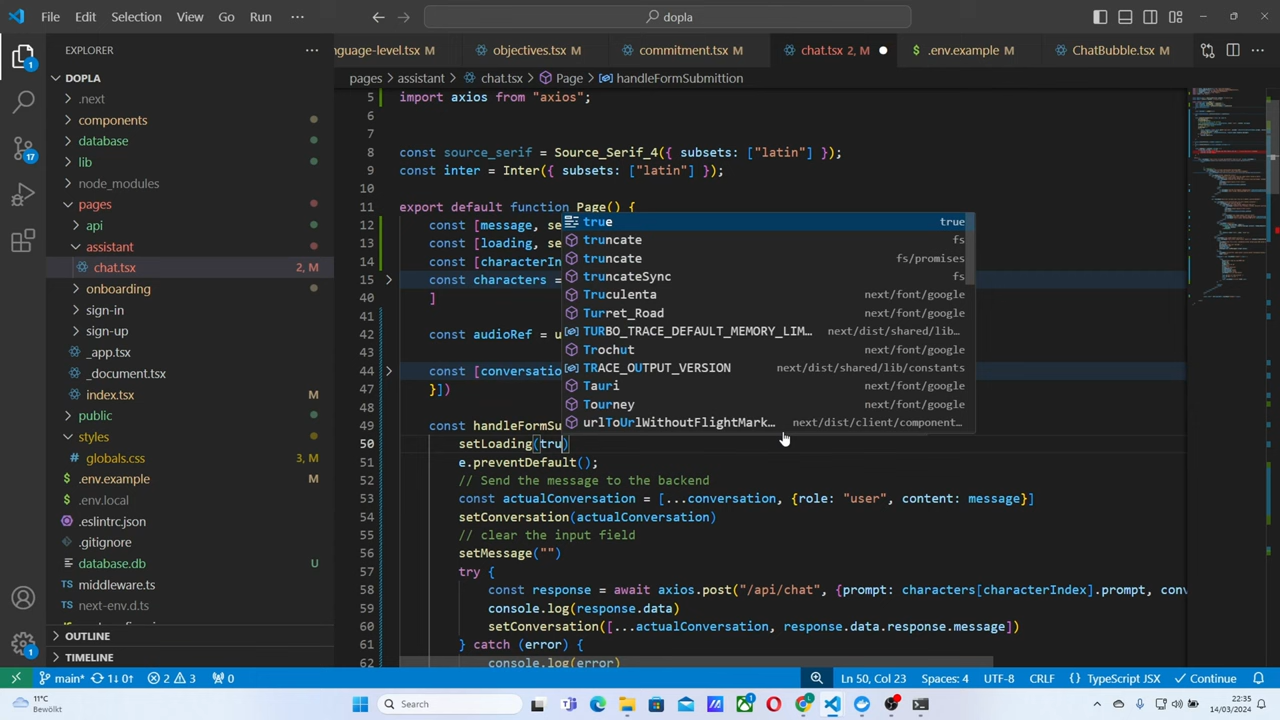 File Edit Selection View Go Run ··· dopla
EXPLORER ···
nguage-level.tsx M objectives.tsx M commitment.tsx M chat.tsx 2, M .env.example M ChatBubble.tsx M ···
DOPLA
pages > assistant > chat.tsx > Page > handleFormSubmittion
.next
components
database
lib
node_modules
pages
api
assistant
chat.tsx 2, M
onboarding
sign-in
sign-up
_app.tsx
_document.tsx
index.tsx M
public
styles
globals.css M
.env.example M
.env.local
.eslintrc.json
.gitignore
database.db U
middleware.ts
next-env.d.ts
OUTLINE
TIMELINE
1
17
1
5 import axios from "axios";
6
7
8 const source_sa urce_serif_4({ subsets: ["latin"] });
9 const inter = Inter({ subsets: ["latin"] });
10
11 export default function Page() {
12 const [message, se
13 const [loading,
14 const [character
15 const characters =
40 ]
41
42 const audioRef = u
43
44 const [conversatio
47 }])
48
49 const handleFormSu
50 setLoading(tru)
51 e.preventDefault();
52 // Send the message to the backend
53 const actualConversation = [...conversation, {role: "user", content: message}]
54 setConversation(actualConversation)
55 // clear the input field
56 setMessage("")
57 try {
58 const response = await axios.post("/api/chat", {prompt: characters[characterIndex].prompt, conv
59 console.log(response.data)
60 setConversation([...actualConversation, response.data.response.message])
61 } catch (error) {
62 console.log(error)
true true
truncate fs
truncate fs/promises
truncateSync fs
Truculenta next/font/google
Turret_Road next/font/google
TURBO_TRACE_DEFAULT_MEMORY_LIM… next/dist/shared/lib…
Trochut next/font/google
TRACE_OUTPUT_VERSION next/dist/shared/lib/constants
Tauri next/font/google
Tourney next/font/google
urlToUrlWithoutFlightMark… next/dist/client/component…
main* 1↓ 0↑ 2 3 0 Ln 50, Col 23 Spaces: 4 UTF-8 CRLF {} TypeScript JSX Continue
11°C
Bewölkt
Search
22:35
14/03/2024